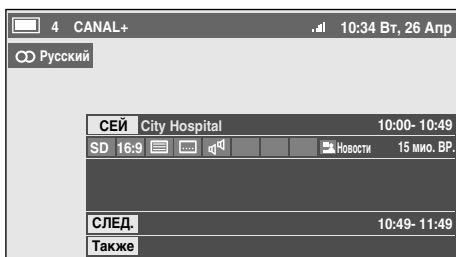 4 CANAL+ 10:34 Вт, 26 Апр
Русский
СЕЙ City Hospital 10:00- 10:49
SD 16:9 Новости 15 мио. ВР.
СЛЕД. 10:49- 11:49
Также